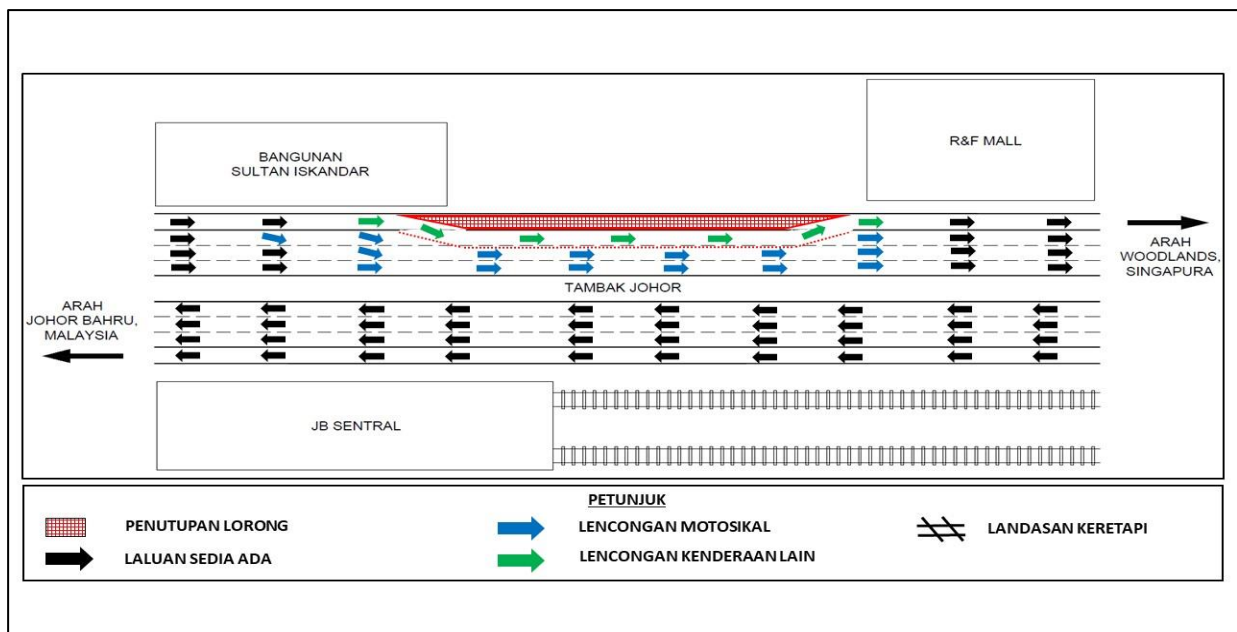 BANGUNAN
SULTAN ISKANDAR
R&F MALL
ARAH
WOODLANDS,
SINGAPURA
TAMBAK JOHOR
ARAH
JOHOR BAHRU,
MALAYSIA
JB SENTRAL
PETUNJUK
PENUTUPAN LORONG
LENCONGAN MOTOSIKAL
LANDASAN KERETAPI
LALUAN SEDIA ADA
LENCONGAN KENDERAAN LAIN